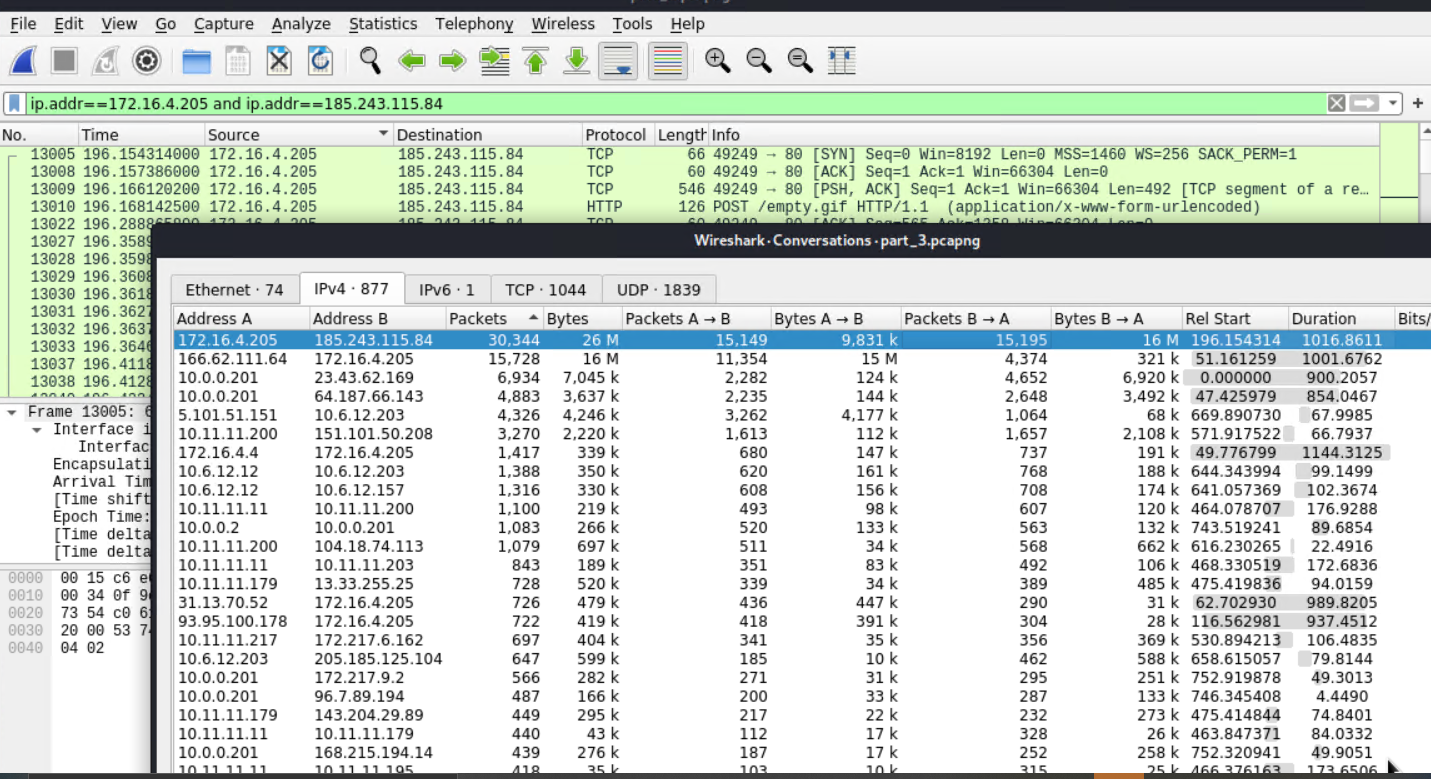 File Edit View Go Capture Analyze Statistics Telephony Wireless Tools Help
ip.addr==172.16.4.205 and ip.addr==185.243.115.84
No. Time Source Destination Protocol Length Info
13005 196.154314000 172.16.4.205 185.243.115.84 TCP 66 49249 → 80 [SYN] Seq=0 Win=8192 Len=0 MSS=1460 WS=256 SACK_PERM=1
13008 196.157386000 172.16.4.205 185.243.115.84 TCP 60 49249 → 80 [ACK] Seq=1 Ack=1 Win=66304 Len=0
13009 196.166120200 172.16.4.205 185.243.115.84 TCP 546 49249 → 80 [PSH, ACK] Seq=1 Ack=1 Win=66304 Len=492 [TCP segment of a re…
13010 196.168142500 172.16.4.205 185.243.115.84 HTTP 126 POST /empty.gif HTTP/1.1 (application/x-www-form-urlencoded)
13022 172.16.4.205 185.243.115.84 TCP 60 49249 → 80 [ACK] Seq=565 Ack=1358 Win=66304 Len=0
13027 196.3589
13028 196.3598
13029 196.3608
13030 196.3618
13031 196.3627
13032 196.3637
13033 196.3646
13037 196.4118
13038 196.4128
Frame 13005: 6
Interface i
Interfac
Encapsulati
Arrival Tim
[Time shift
Epoch Time:
[Time delta
[Time delta
0000 00 15 c6 e
0010 00 34 0f 9
0020 73 54 c0 6
0030 20 00 53 7
0040 04 02
Wireshark · Conversations · part_3.pcapng
Ethernet · 74 IPv4 · 877 IPv6 · 1 TCP · 1044 UDP · 1839
Address A Address B Packets Bytes Packets A → B Bytes A → B Packets B → A Bytes B → A Rel Start Duration Bits/
172.16.4.205 185.243.115.84 30,344 26 M 15,149 9,831 k 15,195 16 M 196.154314 1016.8611
166.62.111.64 172.16.4.205 15,728 16 M 11,354 15 M 4,374 321 k 51.161259 1001.6762
10.0.0.201 23.43.62.169 6,934 7,045 k 2,282 124 k 4,652 6,920 k 0.000000 900.2057
10.0.0.201 64.187.66.143 4,883 3,637 k 2,235 144 k 2,648 3,492 k 47.425979 854.0467
5.101.51.151 10.6.12.203 4,326 4,246 k 3,262 4,177 k 1,064 68 k 669.890730 67.9985
10.11.11.200 151.101.50.208 3,270 2,220 k 1,613 112 k 1,657 2,108 k 571.917522 66.7937
172.16.4.4 172.16.4.205 1,417 339 k 680 147 k 737 191 k 49.776799 1144.3125
10.6.12.12 10.6.12.203 1,388 350 k 620 161 k 768 188 k 644.343994 99.1499
10.6.12.12 10.6.12.157 1,316 330 k 608 156 k 708 174 k 641.057369 102.3674
10.11.11.11 10.11.11.200 1,100 219 k 493 98 k 607 120 k 464.078707 176.9288
10.0.0.2 10.0.0.201 1,083 266 k 520 133 k 563 132 k 743.519241 89.6854
10.11.11.200 104.18.74.113 1,079 697 k 511 34 k 568 662 k 616.230265 22.4916
10.11.11.11 10.11.11.203 843 189 k 351 83 k 492 106 k 468.330519 172.6836
10.11.11.179 13.33.255.25 728 520 k 339 34 k 389 485 k 475.419836 94.0159
31.13.70.52 172.16.4.205 726 479 k 436 447 k 290 31 k 62.702930 989.8205
93.95.100.178 172.16.4.205 722 419 k 418 391 k 304 28 k 116.562981 937.4512
10.11.11.217 172.217.6.162 697 404 k 341 35 k 356 369 k 530.894213 106.4835
10.6.12.203 205.185.125.104 647 599 k 185 10 k 462 588 k 658.615057 79.8144
10.0.0.201 172.217.9.2 566 282 k 271 31 k 295 251 k 752.919878 49.3013
10.0.0.201 96.7.89.194 487 166 k 200 33 k 287 133 k 746.345408 4.4490
10.11.11.179 143.204.29.89 449 295 k 217 22 k 232 273 k 475.414844 74.8401
10.11.11.11 10.11.11.179 440 43 k 112 17 k 328 26 k 463.847371 84.0332
10.0.0.201 168.215.194.14 439 276 k 187 17 k 252 258 k 752.320941 49.9051
10.11.11.11 10.11.11.195 418 35 k 103 10 k 315 25 k 466.376163 173.6506